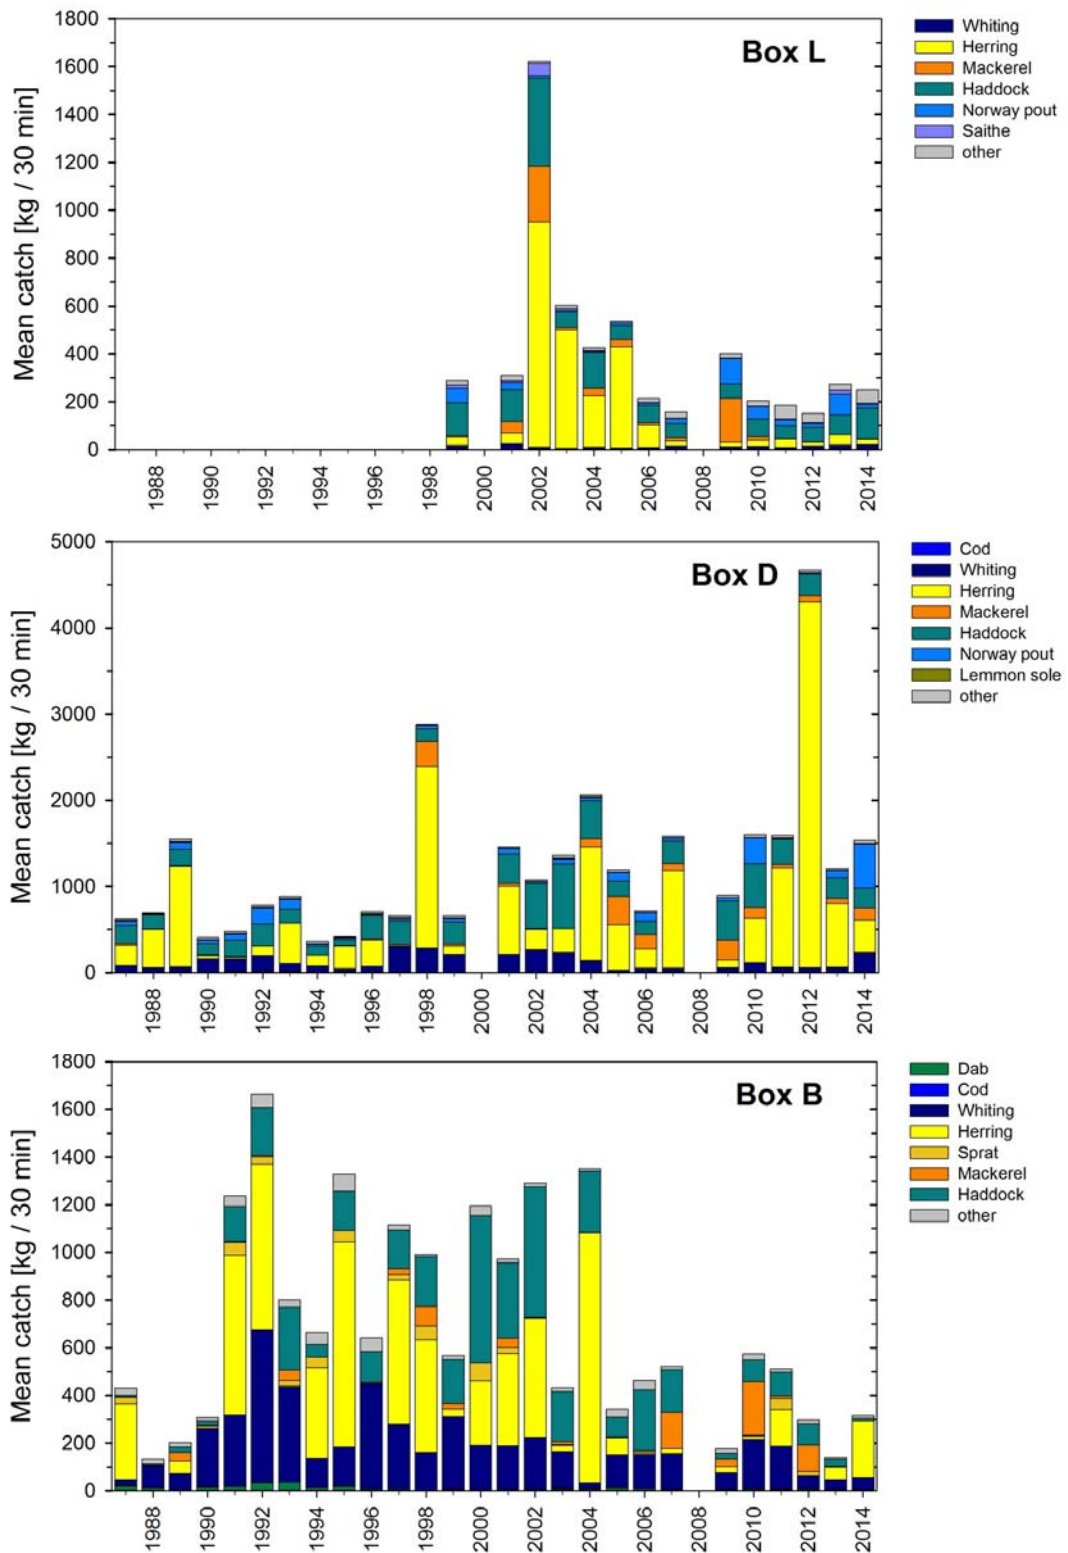 Box L
Mean catch [kg / 30 min]
1800
1600
1400
1200
1000
800
600
400
200
0
1988
1990
1992
1994
1996
1998
2000
2002
2004
2006
2008
2010
2012
2014
Whiting
Herring
Mackerel
Haddock
Norway pout
Saithe
other
Box D
Mean catch [kg / 30 min]
5000
4000
3000
2000
1000
0
1988
1990
1992
1994
1996
1998
2000
2002
2004
2006
2008
2010
2012
2014
Cod
Whiting
Herring
Mackerel
Haddock
Norway pout
Lemmon sole
other
Box B
Mean catch [kg / 30 min]
1800
1600
1400
1200
1000
800
600
400
200
0
1988
1990
1992
1994
1996
1998
2000
2002
2004
2006
2008
2010
2012
2014
Dab
Cod
Whiting
Herring
Sprat
Mackerel
Haddock
other